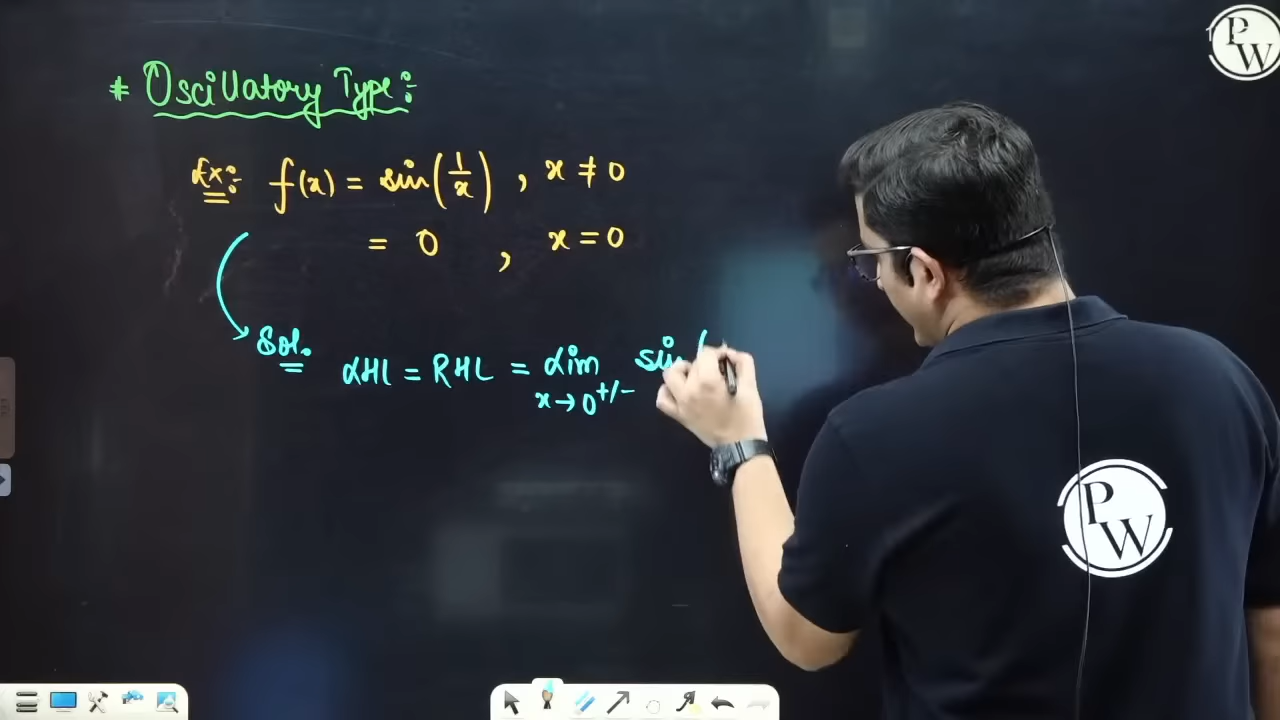 * Oscillatory Type:-
Ex:- f(x) = sin(1/x) , x ≠ 0
= 0 , x = 0
Sol. LHL = RHL = Lim x→0+/- sin(
PW
PW